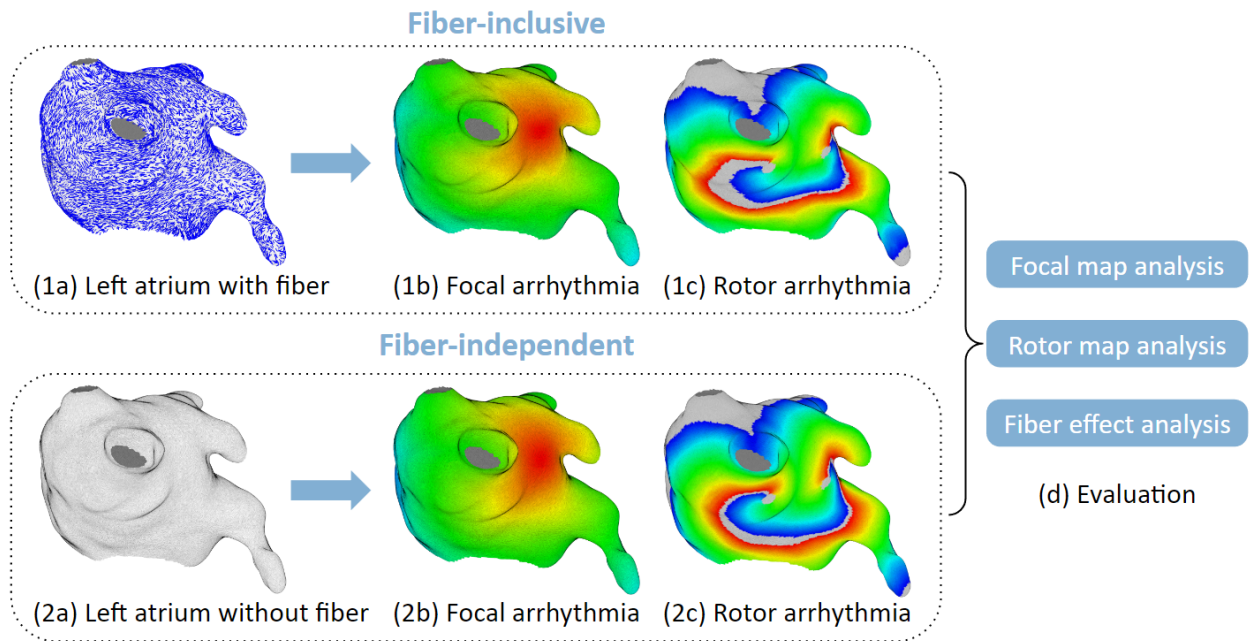 Fiber-inclusive
(1a) Left atrium with fiber
(1b) Focal arrhythmia
(1c) Rotor arrhythmia
Fiber-independent
(2a) Left atrium without fiber
(2b) Focal arrhythmia
(2c) Rotor arrhythmia
Focal map analysis
Rotor map analysis
Fiber effect analysis
(d) Evaluation